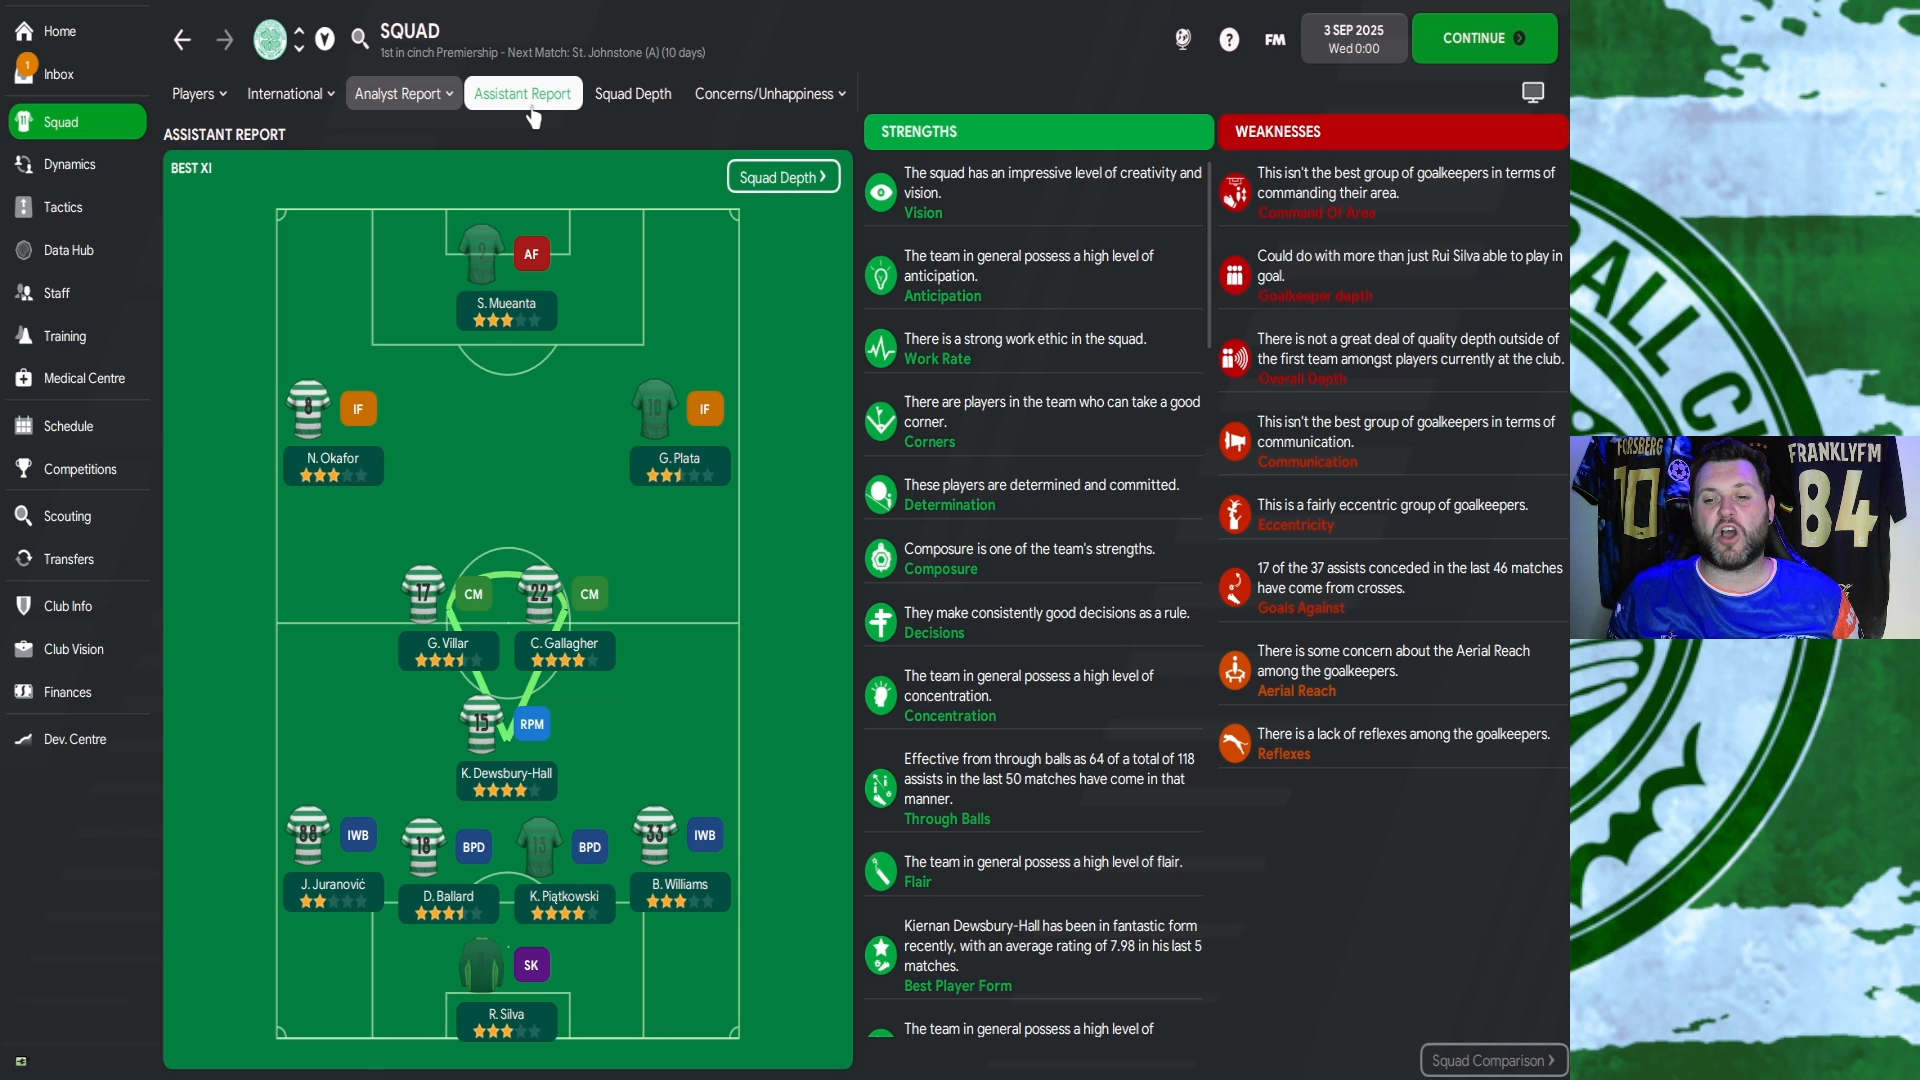 Home
Inbox
1
Squad
Dynamics
Tactics
Data Hub
Staff
Training
Medical Centre
Schedule
Competitions
Scouting
Transfers
Club Info
Club Vision
Finances
Dev. Centre
SQUAD
1st in cinch Premiership - Next Match: St. Johnstone (A) (10 days)
FM
3 SEP 2025
Wed 0:00
CONTINUE
Players
International
Analyst Report
Assistant Report
Squad Depth
Concerns/Unhappiness
ASSISTANT REPORT
BEST XI
Squad Depth
9
AF
S. Mueanta
8
IF
N. Okafor
10
IF
G. Plata
17
CM
G. Villar
22
CM
C. Gallagher
15
RPM
K. Dewsbury-Hall
88
IWB
J. Juranović
18
BPD
D. Ballard
13
BPD
K. Piątkowski
33
IWB
B. Williams
SK
R. Silva
STRENGTHS
The squad has an impressive level of creativity and
vision.
Vision
The team in general possess a high level of
anticipation.
Anticipation
There is a strong work ethic in the squad.
Work Rate
There are players in the team who can take a good
corner.
Corners
These players are determined and committed.
Determination
Composure is one of the team's strengths.
Composure
They make consistently good decisions as a rule.
Decisions
The team in general possess a high level of
concentration.
Concentration
Effective from through balls as 64 of a total of 118
assists in the last 50 matches have come in that
manner.
Through Balls
The team in general possess a high level of flair.
Flair
Kiernan Dewsbury-Hall has been in fantastic form
recently, with an average rating of 7.98 in his last 5
matches.
Best Player Form
The team in general possess a high level of
WEAKNESSES
This isn't the best group of goalkeepers in terms of
commanding their area.
Command Of Area
Could do with more than just Rui Silva able to play in
goal.
Goalkeeper depth
There is not a great deal of quality depth outside of
the first team amongst players currently at the club.
Overall Depth
This isn't the best group of goalkeepers in terms of
communication.
Communication
This is a fairly eccentric group of goalkeepers.
Eccentricity
17 of the 37 assists conceded in the last 46 matches
have come from crosses.
Goals Against
There is some concern about the Aerial Reach
among the goalkeepers.
Aerial Reach
There is a lack of reflexes among the goalkeepers.
Reflexes
Squad Comparison
FORSBERG
10
FRANKLYFM
84